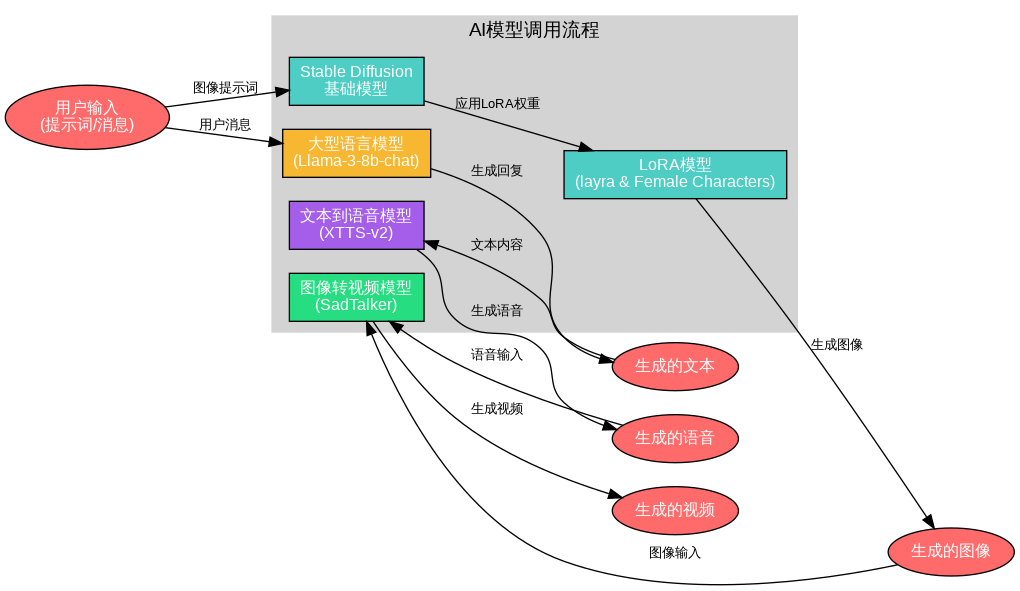 AI模型调用流程
Stable Diffusion
基础模型
图像提示词
用户输入
(提示词/消息)
用户消息
应用LoRA权重
大型语言模型
(Llama-3-8b-chat)
LoRA模型
(layra & Female Characters)
生成回复
文本到语音模型
(XTTS-v2)
文本内容
图像转视频模型
(SadTalker)
生成语音
生成图像
语音输入
生成的文本
生成视频
生成的语音
生成的视频
图像输入
生成的图像